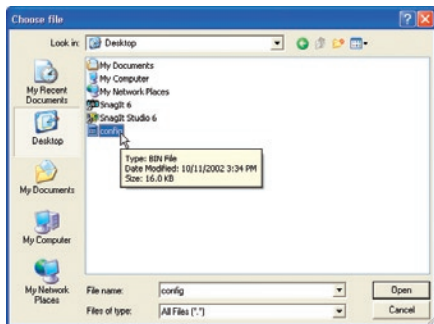 Choose file
Look in:
Desktop
My Recent
Documents
Desktop
My Documents
My Computer
My Network
Places
My Documents
My Computer
My Network Places
SnagIt 6
SnagIt Studio 6
config
Type: BIN File
Date Modified: 10/11/2002 3:34 PM
Size: 16.0 KB
File name:
config
Open
Files of type:
All Files (*.*)
Cancel